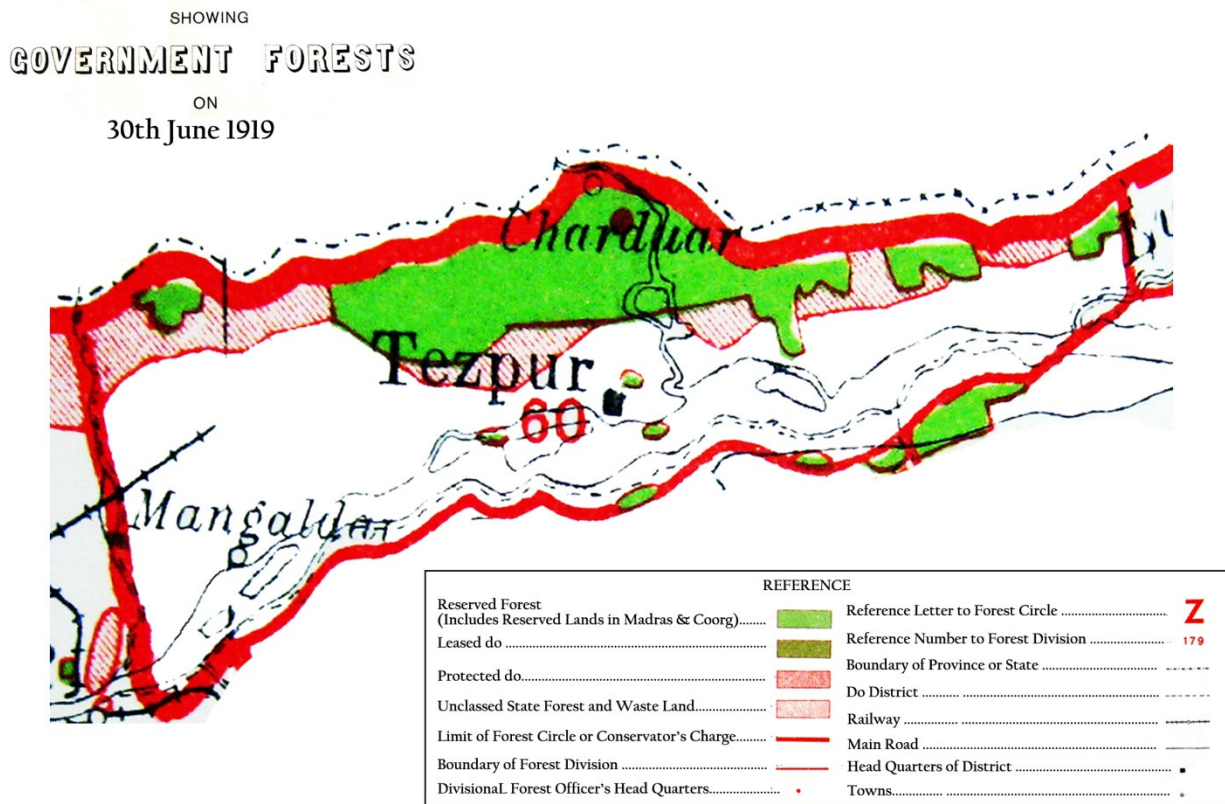 SHOWING
GOVERNMENT FORESTS
ON
30th June 1919
Charduar
Tezpur
60
Mangaldai
REFERENCE
Reserved Forest
(Includes Reserved Lands in Madras & Coorg)
Leased do
Protected do
Unclassed State Forest and Waste Land
Limit of Forest Circle or Conservator's Charge
Boundary of Forest Division
DivisionaL Forest Officer's Head Quarters
Reference Letter to Forest Circle Z
Reference Number to Forest Division 179
Boundary of Province or State
Do District
Railway
Main Road
Head Quarters of District
Towns